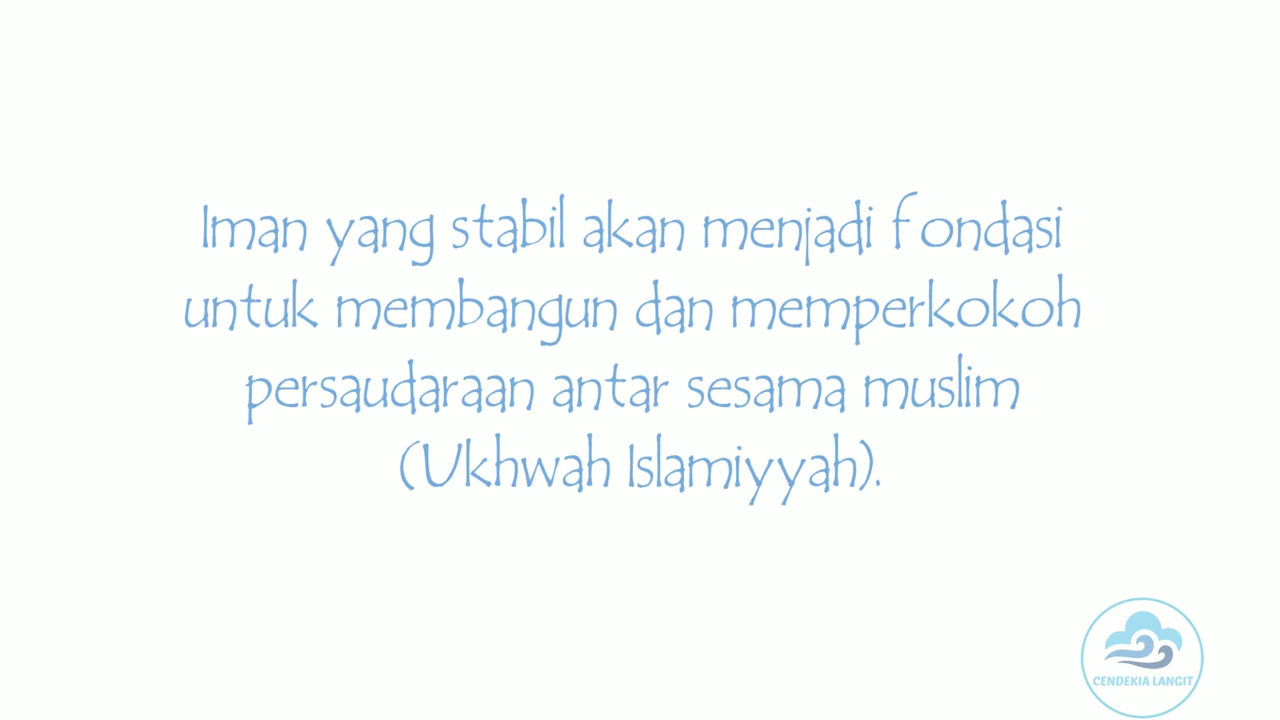 Iman yang stabil akan menjadi fondasi
untuk membangun dan memperkokoh
persaudaraan antar sesama muslim
(Ukhwah Islamiyyah).
CENDEKIA LANGIT